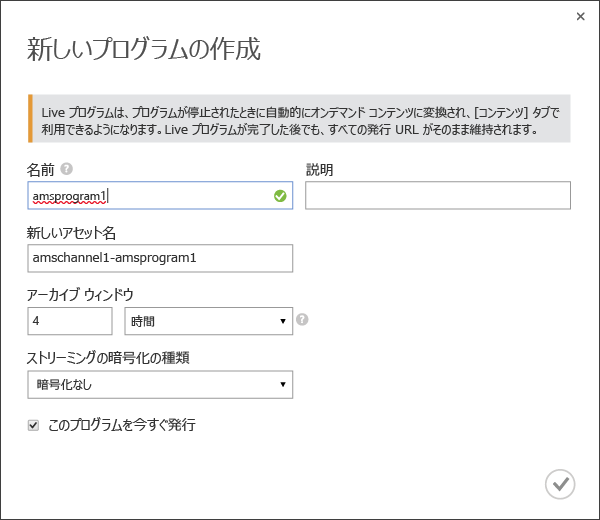 新しいプログラムの作成
Live プログラムは、プログラムが停止されたときに自動的にオンデマンド コンテンツに変換され、[コンテンツ] タブで
利用できるようになります。Live プログラムが完了した後でも、すべての発行 URL がそのまま維持されます。
名前 ?
説明
amsprogram1
新しいアセット名
amschannel1-amsprogram1
アーカイブ ウィンドウ
4
時間 ?
ストリーミングの暗号化の種類
暗号化なし
このプログラムを今すぐ発行